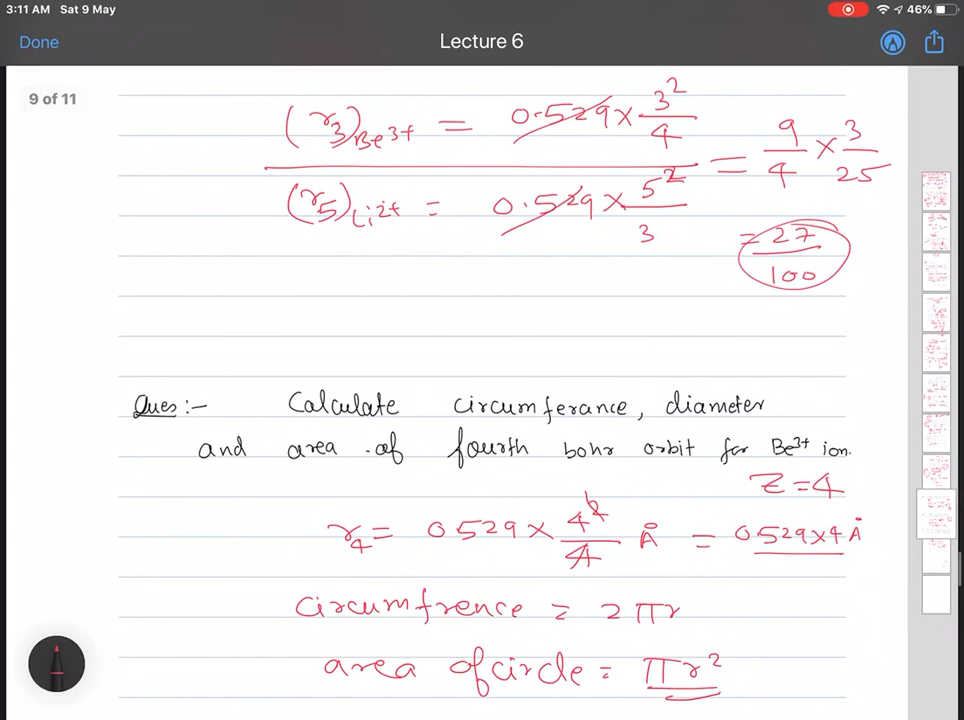 3:11 AM Sat 9 May 46%
Done Lecture 6
9 of 11
(r₃)Be³⁺ = 0.529 × 3²/4
(r₅)Li²⁺ = 0.529 × 5²/3
= 9/4 × 3/25
= 27/100
Ques :- Calculate circumferance, diameter
and area of fourth bohr orbit for Be³⁺ ion.
Z = 4
r₄ = 0.529 × 4²/4 Å = 0.529×4 Å
Circumfrence = 2πr
area of circle = πr²